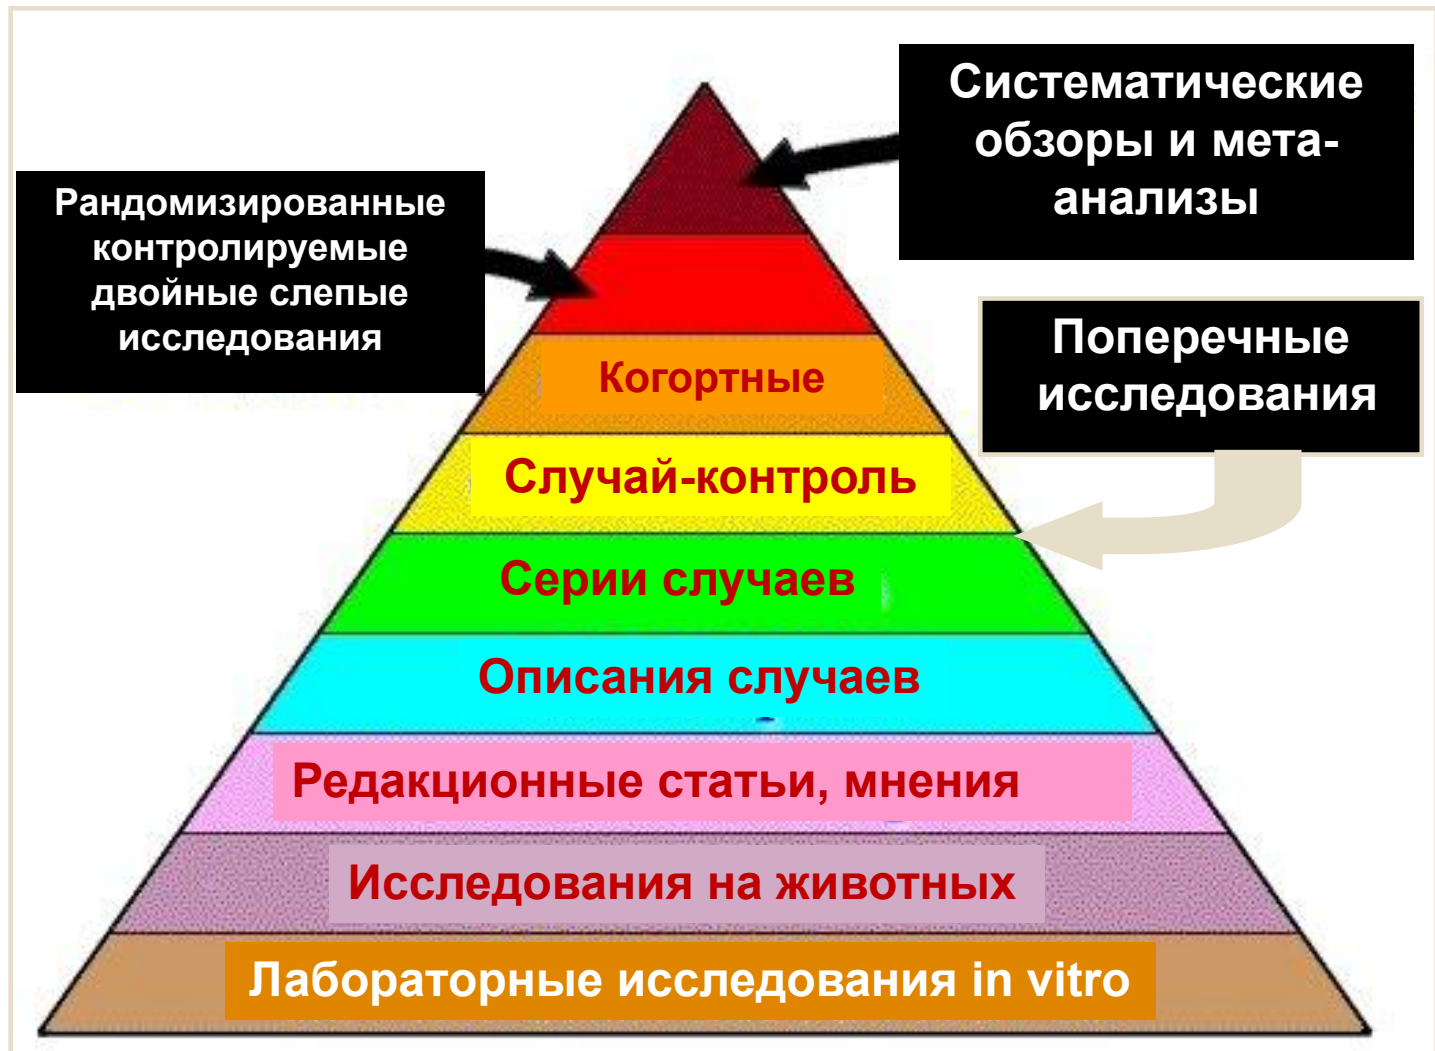 Систематические
обзоры и мета-
анализы
Рандомизированные
контролируемые
двойные слепые
исследования
Поперечные
исследования
Когортные
Случай-контроль
Серии случаев
Описания случаев
Редакционные статьи, мнения
Исследования на животных
Лабораторные исследования in vitro